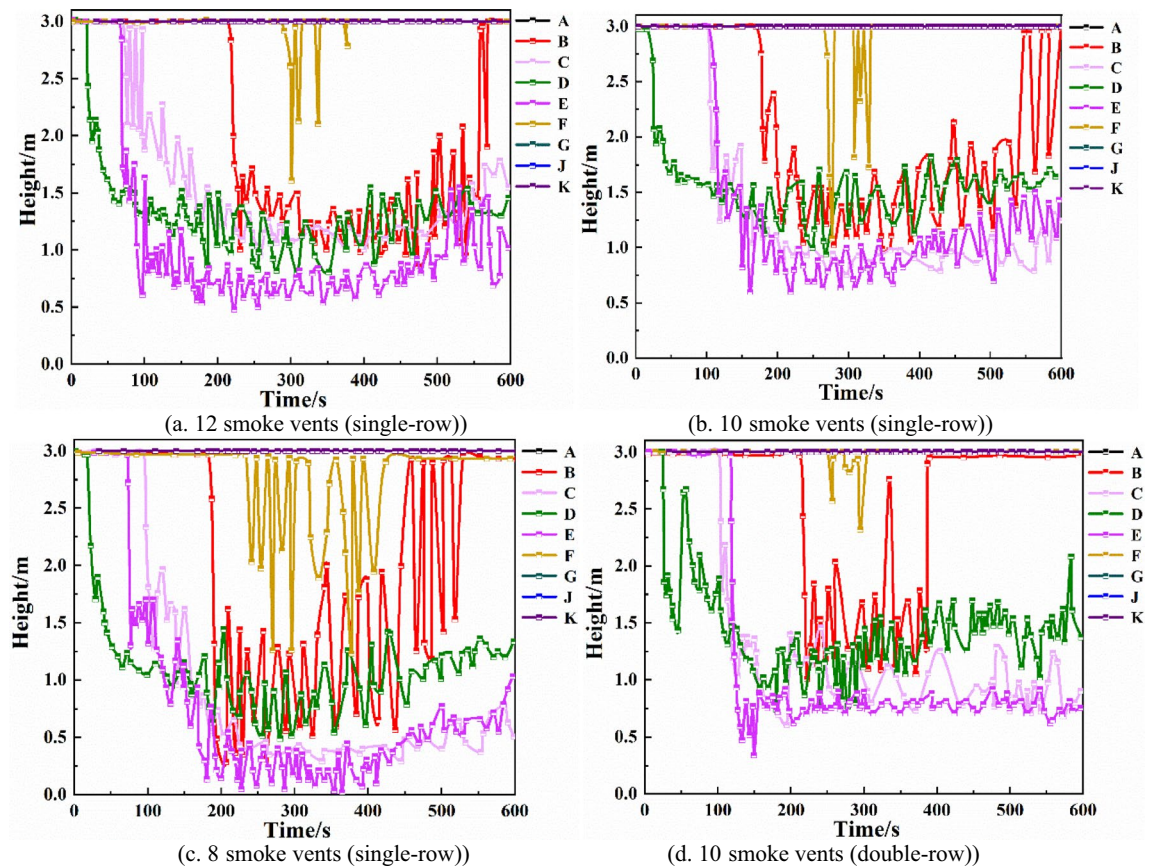 3.0
2.5
2.0
1.5
1.0
0.5
0.0
Height/m
0 100 200 300 400 500 600
Time/s
A
B
C
D
E
F
G
J
K
(a. 12 smoke vents (single-row))
3.0
2.5
2.0
1.5
1.0
0.5
0.0
Height/m
0 100 200 300 400 500 600
Time/s
A
B
C
D
E
F
G
J
K
(b. 10 smoke vents (single-row))
3.0
2.5
2.0
1.5
1.0
0.5
0.0
Height/m
0 100 200 300 400 500 600
Time/s
A
B
C
D
E
F
G
J
K
(c. 8 smoke vents (single-row))
3.0
2.5
2.0
1.5
1.0
0.5
0.0
Height/m
0 100 200 300 400 500 600
Time/s
A
B
C
D
E
F
G
J
K
(d. 10 smoke vents (double-row))